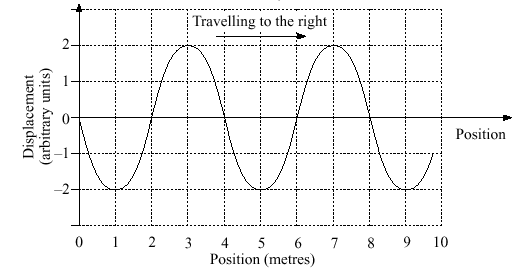 Travelling to the right
Displacement
(arbitrary units)
2
1
0
–1
–2
Position
0 1 2 3 4 5 6 7 8 9 10
Position (metres)